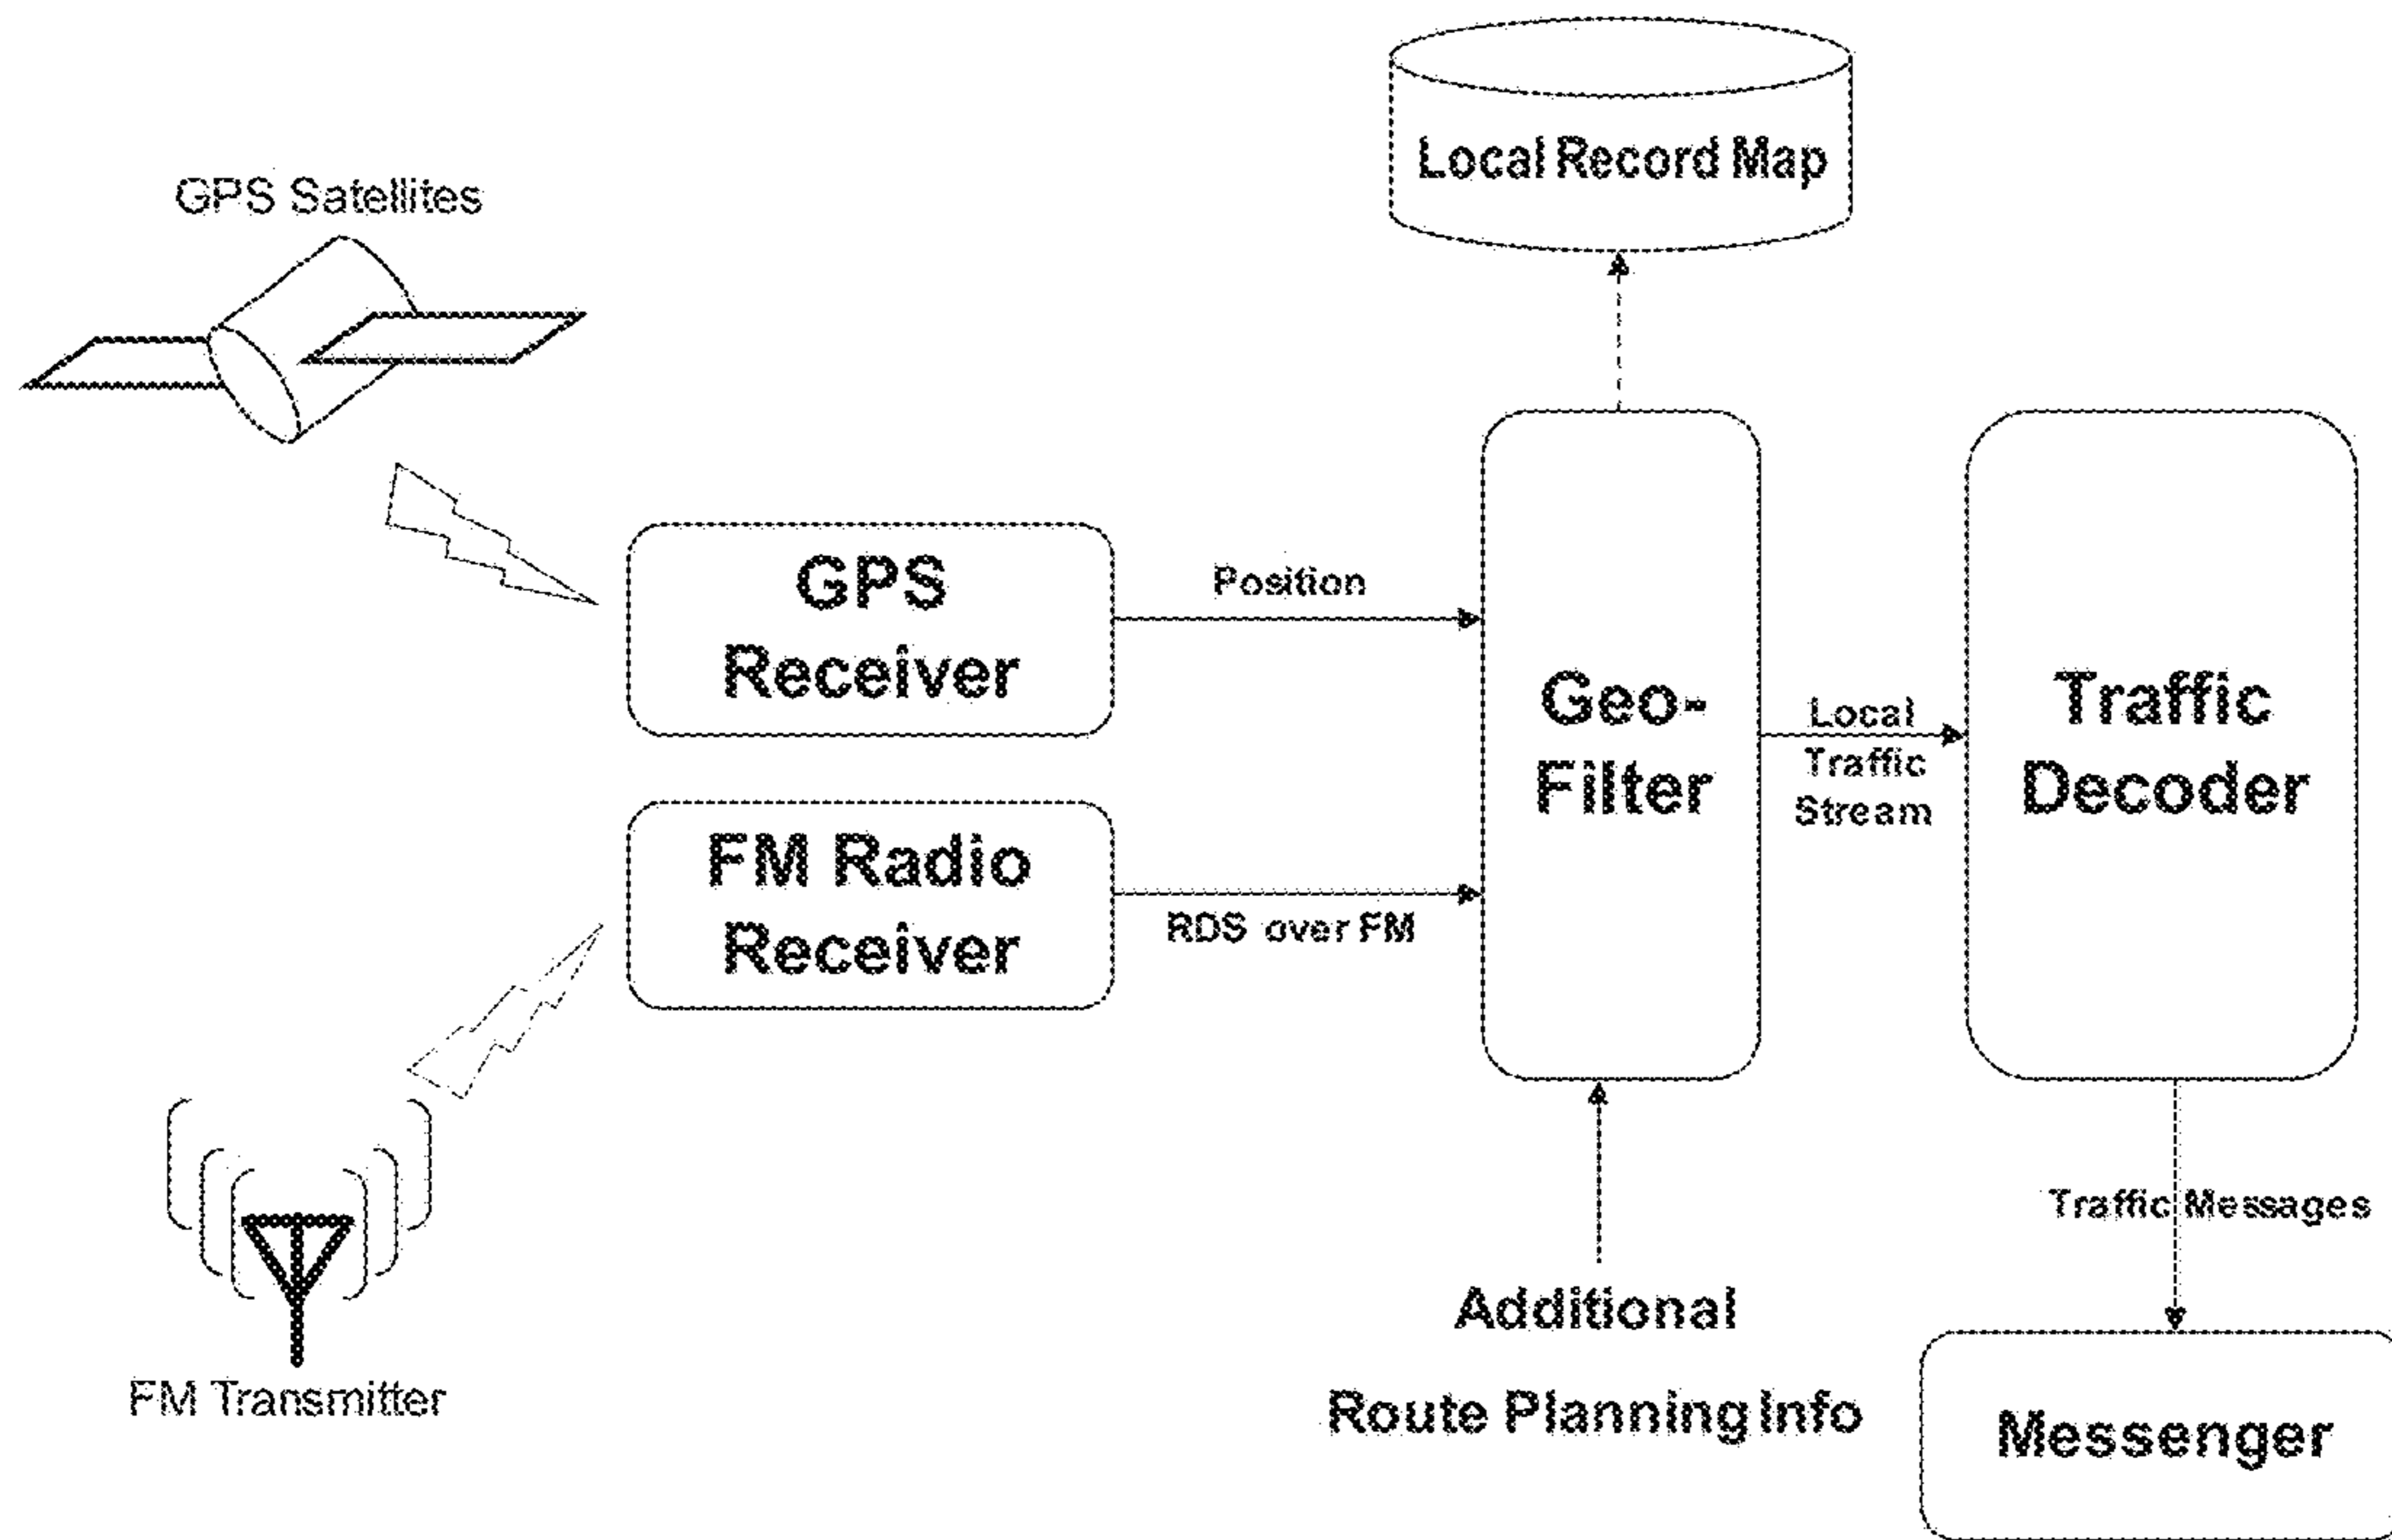 Local Record Map
GPS Satellites
GPS
Receiver
Position
Geo-
Filter
Local
Traffic
Stream
Traffic
Decoder
FM Radio
Receiver
RDS over FM
Traffic Messages
Additional
Route Planning Info
FM Transmitter
Messenger